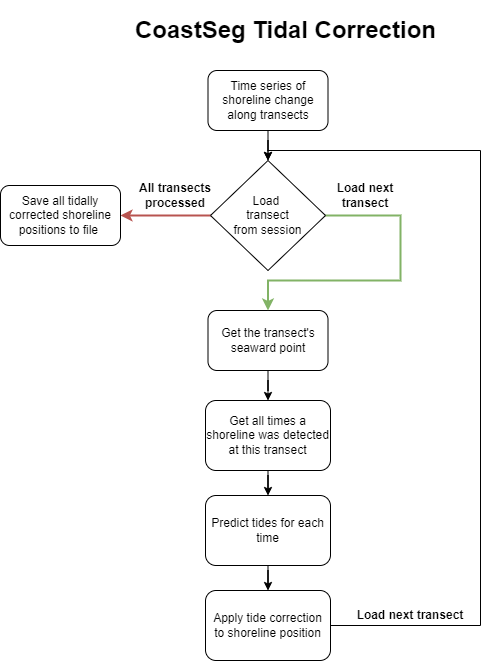 CoastSeg Tidal Correction
Time series of
shoreline change
along transects
All transects
processed
Load next
transect
Load
transect
from session
Save all tidally
corrected shoreline
positions to file
Get the transect's
seaward point
Get all times a
shoreline was detected
at this transect
Predict tides for each
time
Apply tide correction
to shoreline position
Load next transect